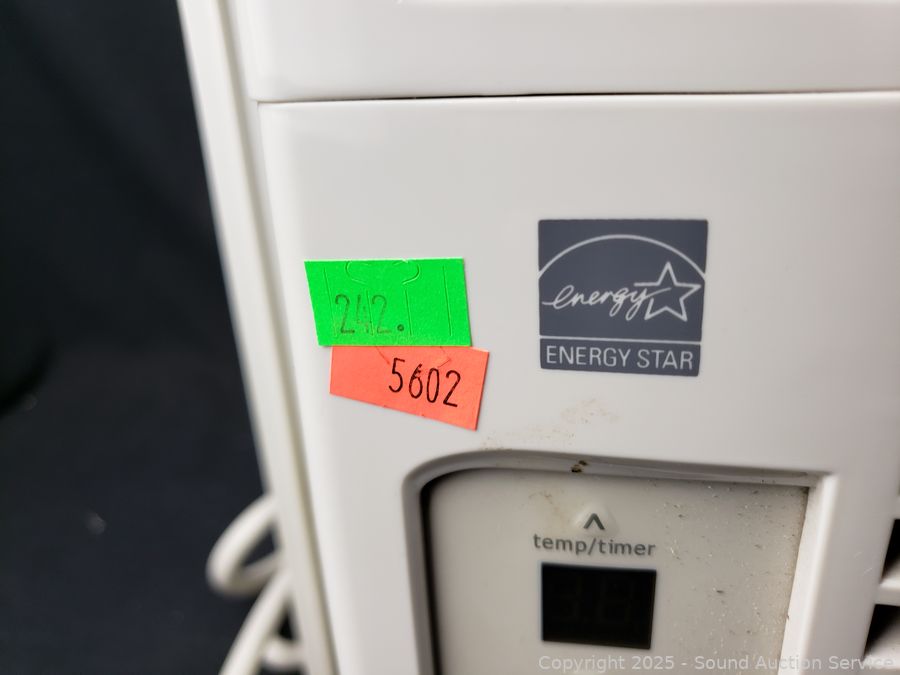 242.
5602
energy
ENERGY STAR
temp/timer
Copyright 2025 - Sound Auction Service